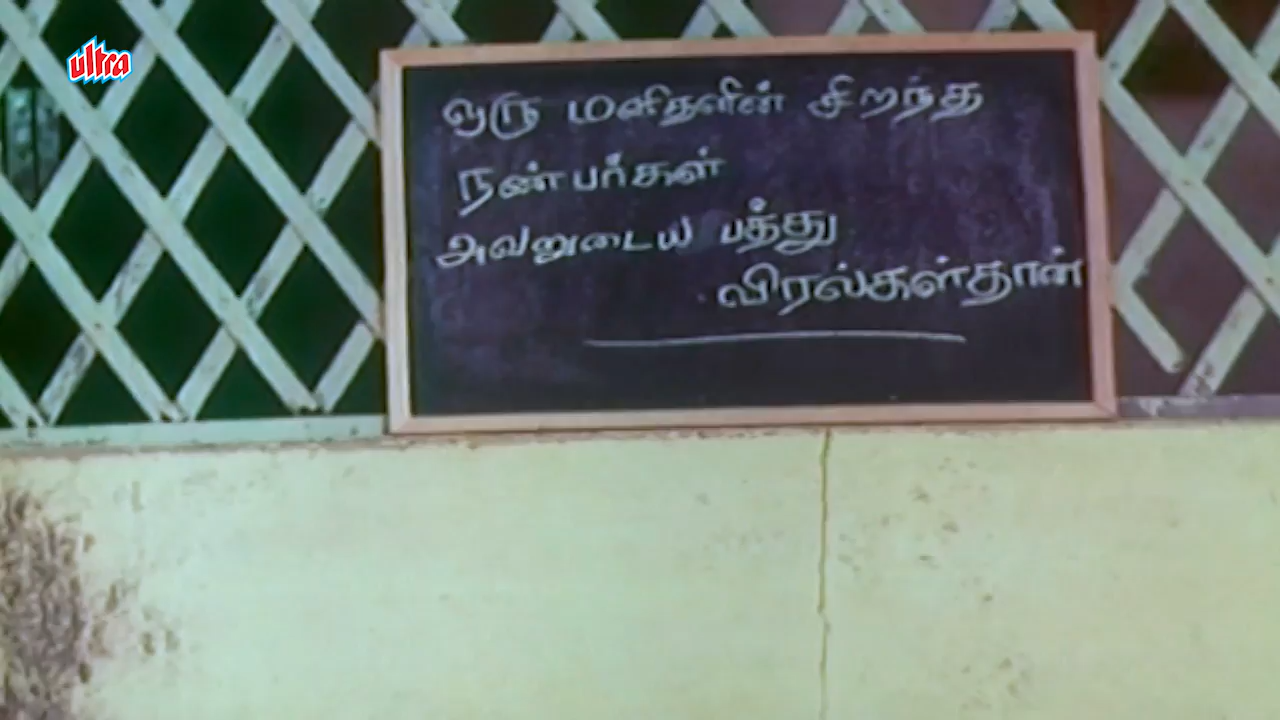 ultra
ஒரு மனிதனின் சிறந்த
நண்பர்கள்
அவனுடைய பத்து
விரல்கள்தான்